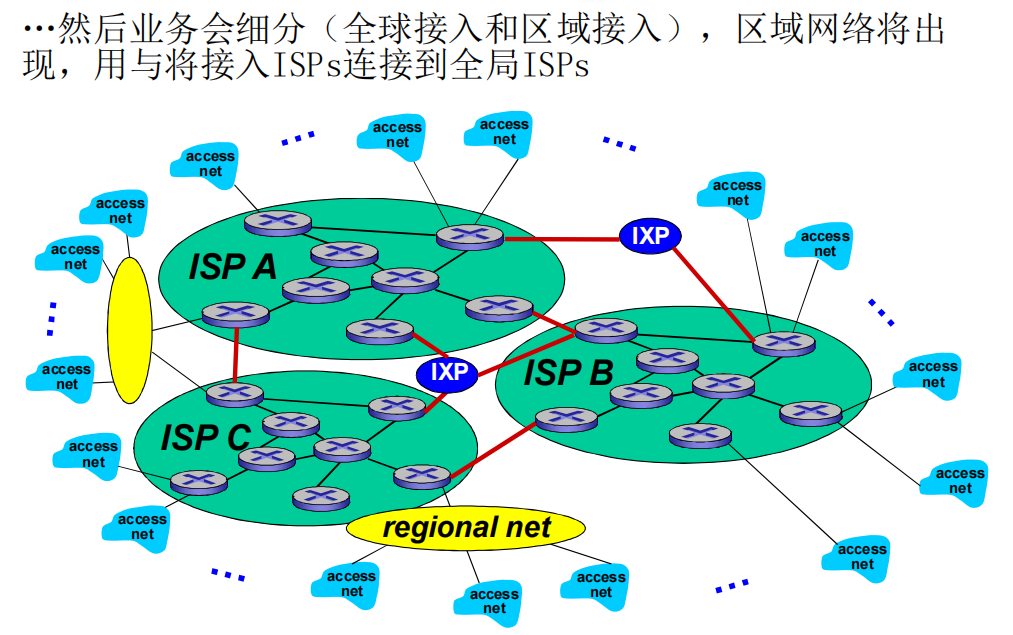 …然后业务会细分（全球接入和区域接入），区域网络将出
现，用与将接入ISPs连接到全局ISPs
access
net
access
net
access
net
access
net
access
net
access
net
access
net
IXP
ISP A
IXP
ISP B
access
net
access
net
ISP C
access
net
access
net
access
net
regional net
access
net
access
net
access
net
access
net